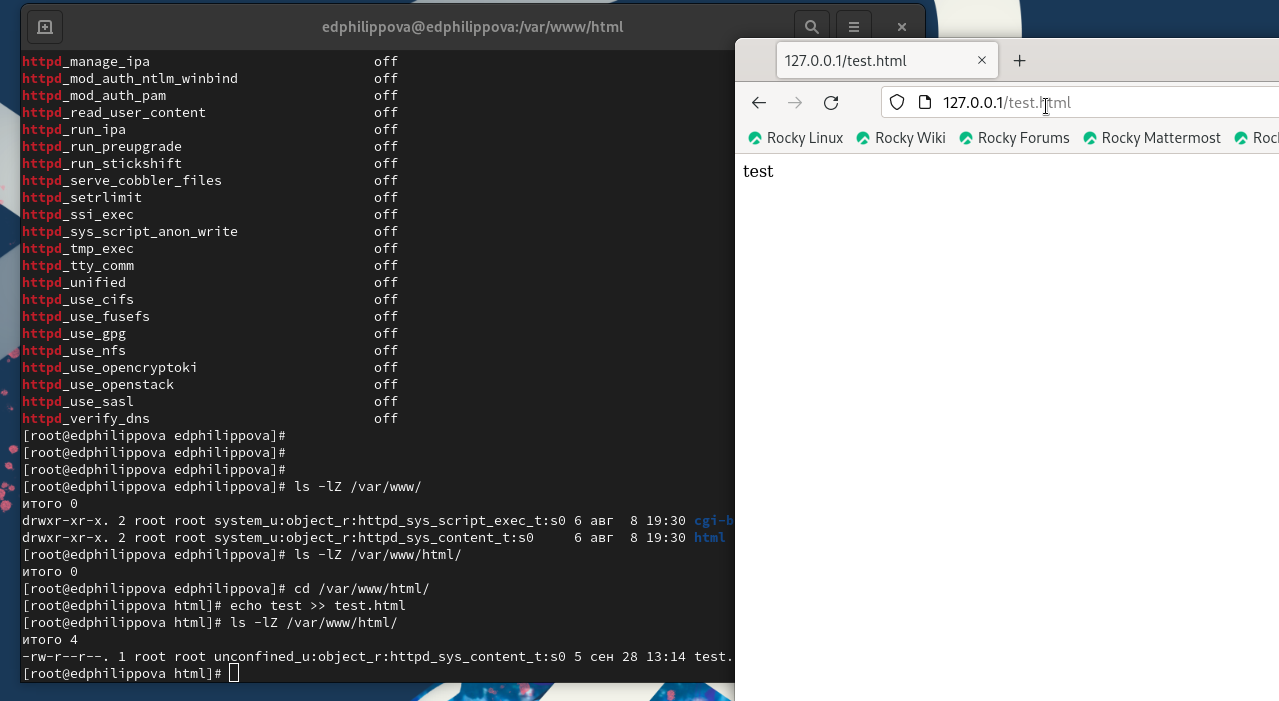 edphilippova@edphilippova:/var/www/html
httpd_manage_ipa off
httpd_mod_auth_ntlm_winbind off
httpd_mod_auth_pam off
httpd_read_user_content off
httpd_run_ipa off
httpd_run_preupgrade off
httpd_run_stickshift off
httpd_serve_cobbler_files off
httpd_setrlimit off
httpd_ssi_exec off
httpd_sys_script_anon_write off
httpd_tmp_exec off
httpd_tty_comm off
httpd_unified off
httpd_use_cifs off
httpd_use_fusefs off
httpd_use_gpg off
httpd_use_nfs off
httpd_use_opencryptoki off
httpd_use_openstack off
httpd_use_sasl off
httpd_verify_dns off
[root@edphilippova edphilippova]#
[root@edphilippova edphilippova]#
[root@edphilippova edphilippova]#
[root@edphilippova edphilippova]# ls -lZ /var/www/
итого 0
drwxr-xr-x. 2 root root system_u:object_r:httpd_sys_script_exec_t:s0 6 авг 8 19:30 cgi-b
drwxr-xr-x. 2 root root system_u:object_r:httpd_sys_content_t:s0 6 авг 8 19:30 html
[root@edphilippova edphilippova]# ls -lZ /var/www/html/
итого 0
[root@edphilippova edphilippova]# cd /var/www/html/
[root@edphilippova html]# echo test >> test.html
[root@edphilippova html]# ls -lZ /var/www/html/
итого 4
-rw-r--r--. 1 root root unconfined_u:object_r:httpd_sys_content_t:s0 5 сен 28 13:14 test.
[root@edphilippova html]#
127.0.0.1/test.html
127.0.0.1/test.html
Rocky Linux Rocky Wiki Rocky Forums Rocky Mattermost Roc
test